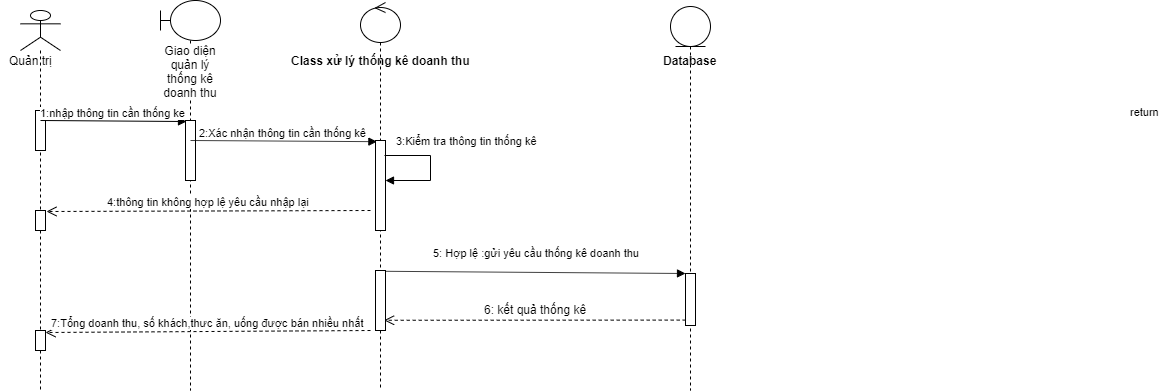 Quản trị
Giao diện
quản lý
thống kê
doanh thu
Class xử lý thống kê doanh thu
Database
1:nhập thông tin cần thống ke
return
2:Xác nhận thông tin cần thống kê
3:Kiểm tra thông tin thống kê
4:thông tin không hợp lệ yêu cầu nhập lại
5: Hợp lệ :gửi yêu cầu thống kê doanh thu
6: kết quả thống kê
7:Tổng doanh thu, số khách,thưc ăn, uống được bán nhiều nhất